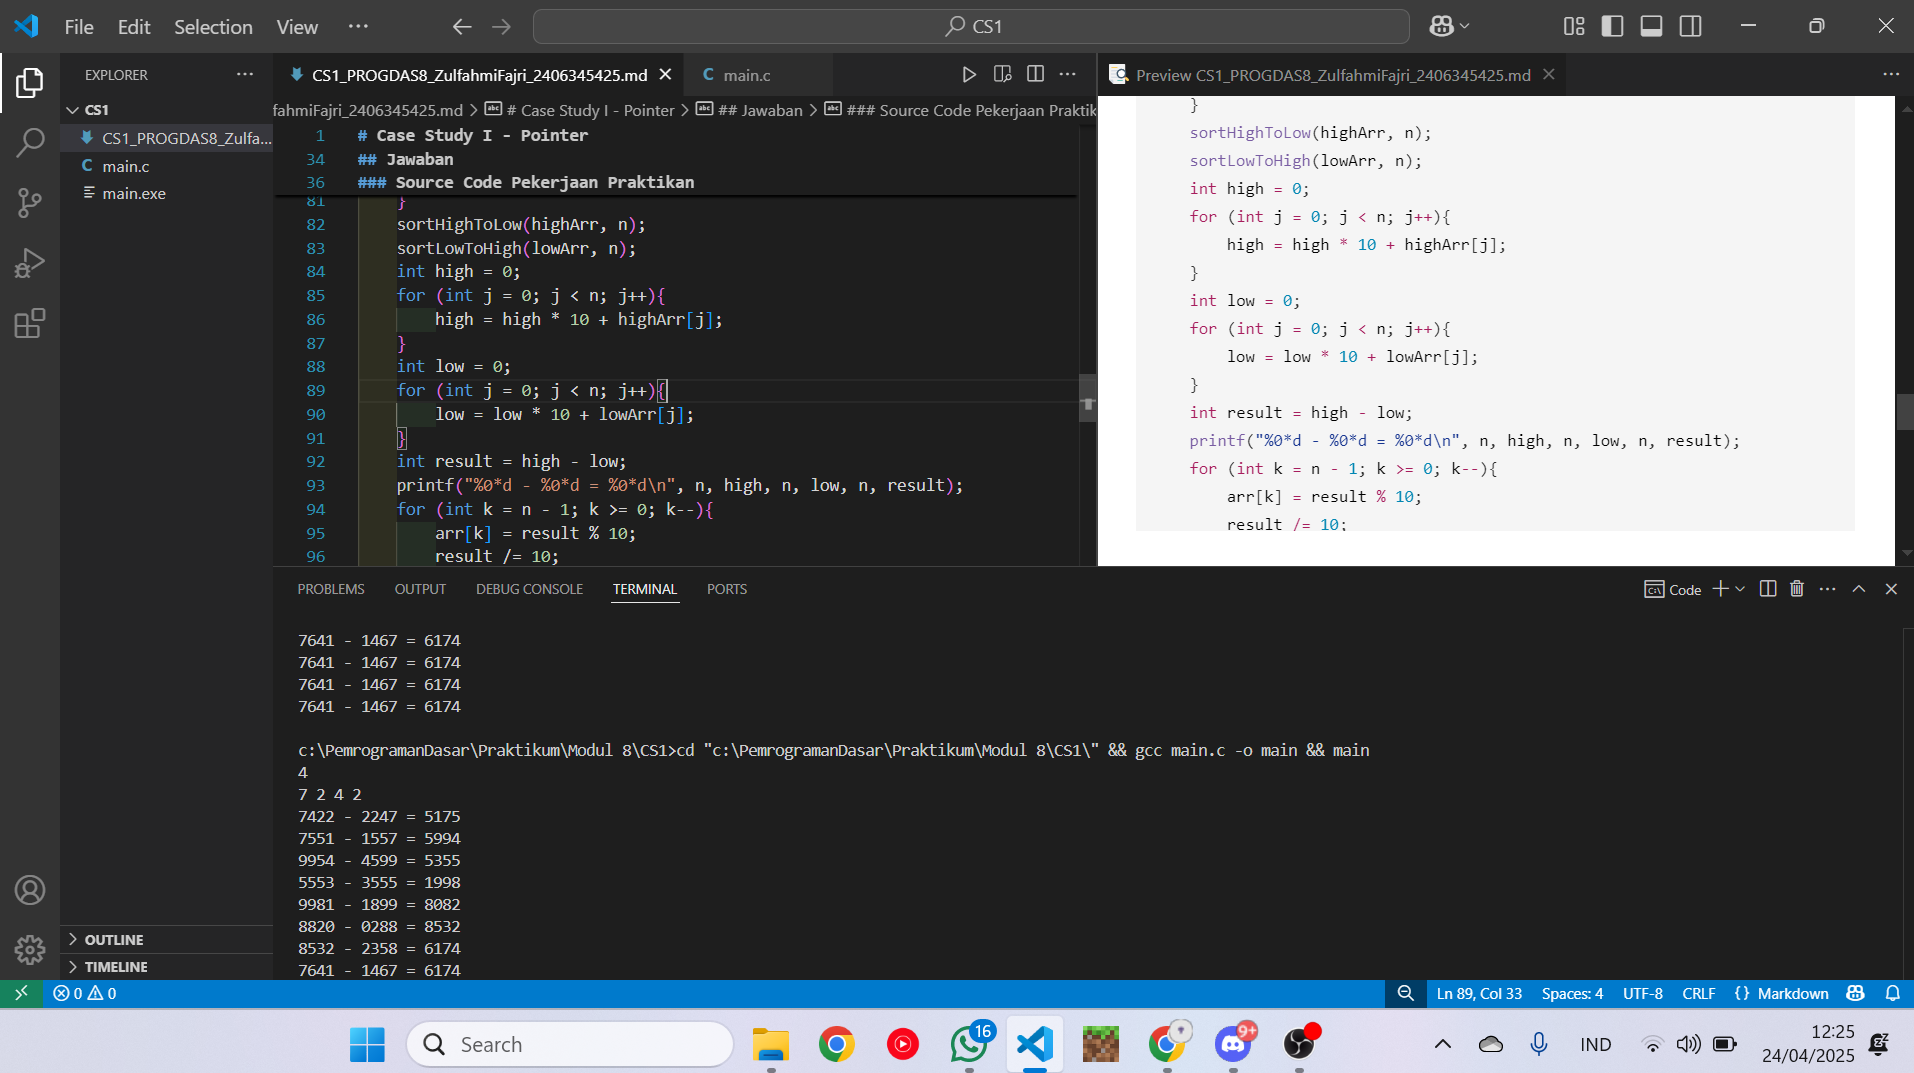 File Edit Selection View ··· CS1
EXPLORER ···
CS1
CS1_PROGDAS8_Zulfa...
C main.c
main.exe
OUTLINE
TIMELINE
CS1_PROGDAS8_ZulfahmiFajri_2406345425.md
C main.c
···
fahmiFajri_2406345425.md > # Case Study I - Pointer > ## Jawaban > ### Source Code Pekerjaan Praktik
1 # Case Study I - Pointer
34 ## Jawaban
36 ### Source Code Pekerjaan Praktikan
81 }
82 sortHighToLow(highArr, n);
83 sortLowToHigh(lowArr, n);
84 int high = 0;
85 for (int j = 0; j < n; j++){
86 high = high * 10 + highArr[j];
87 }
88 int low = 0;
89 for (int j = 0; j < n; j++){
90 low = low * 10 + lowArr[j];
91 }
92 int result = high - low;
93 printf("%0*d - %0*d = %0*d\n", n, high, n, low, n, result);
94 for (int k = n - 1; k >= 0; k--){
95 arr[k] = result % 10;
96 result /= 10;
Preview CS1_PROGDAS8_ZulfahmiFajri_2406345425.md
···
}
sortHighToLow(highArr, n);
sortLowToHigh(lowArr, n);
int high = 0;
for (int j = 0; j < n; j++){
high = high * 10 + highArr[j];
}
int low = 0;
for (int j = 0; j < n; j++){
low = low * 10 + lowArr[j];
}
int result = high - low;
printf("%0*d - %0*d = %0*d\n", n, high, n, low, n, result);
for (int k = n - 1; k >= 0; k--){
arr[k] = result % 10;
result /= 10;
PROBLEMS OUTPUT DEBUG CONSOLE TERMINAL PORTS Code ···
7641 - 1467 = 6174
7641 - 1467 = 6174
7641 - 1467 = 6174
7641 - 1467 = 6174
c:\PemrogramanDasar\Praktikum\Modul 8\CS1>cd "c:\PemrogramanDasar\Praktikum\Modul 8\CS1\" && gcc main.c -o main && main
4
7 2 4 2
7422 - 2247 = 5175
7551 - 1557 = 5994
9954 - 4599 = 5355
5553 - 3555 = 1998
9981 - 1899 = 8082
8820 - 0288 = 8532
8532 - 2358 = 6174
7641 - 1467 = 6174
0 0 Ln 89, Col 33 Spaces: 4 UTF-8 CRLF {} Markdown
Search 16 9+ IND 12:25
24/04/2025